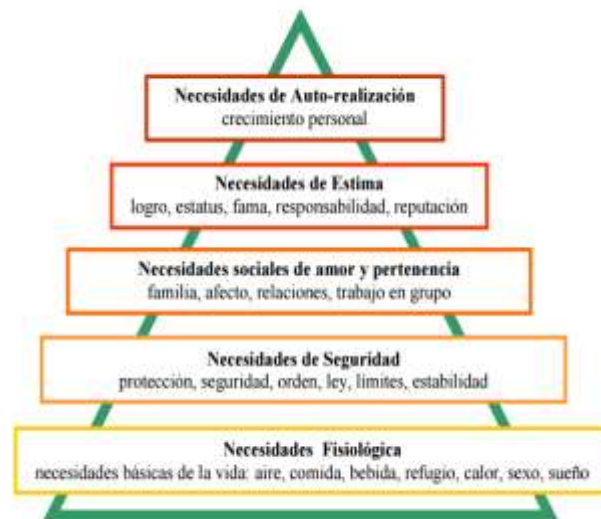 Necesidades de Auto-realización
crecimiento personal
Necesidades de Estima
logro, estatus, fama, responsabilidad, reputación
Necesidades sociales de amor y pertenencia
familia, afecto, relaciones, trabajo en grupo
Necesidades de Seguridad
protección, seguridad, orden, ley, límites, estabilidad
Necesidades Fisiológica
necesidades básicas de la vida: aire, comida, bebida, refugio, calor, sexo, sueño